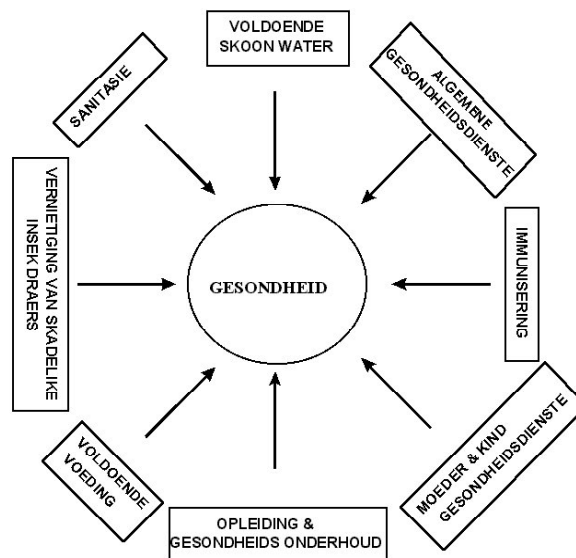 VOLDOENDE
SKOON WATER
ALGEMENE
GESONDHEIDSDIENSTE
IMMUNISERING
MOEDER & KIND
GESONDHEIDSDIENSTE
OPLEIDING &
GESONDHEIDS ONDERHOUD
VOLDOENDE
VOEDING
VERNIETIGING VAN SKADELIKE
INSEK DRAERS
SANITASIE
GESONDHEID